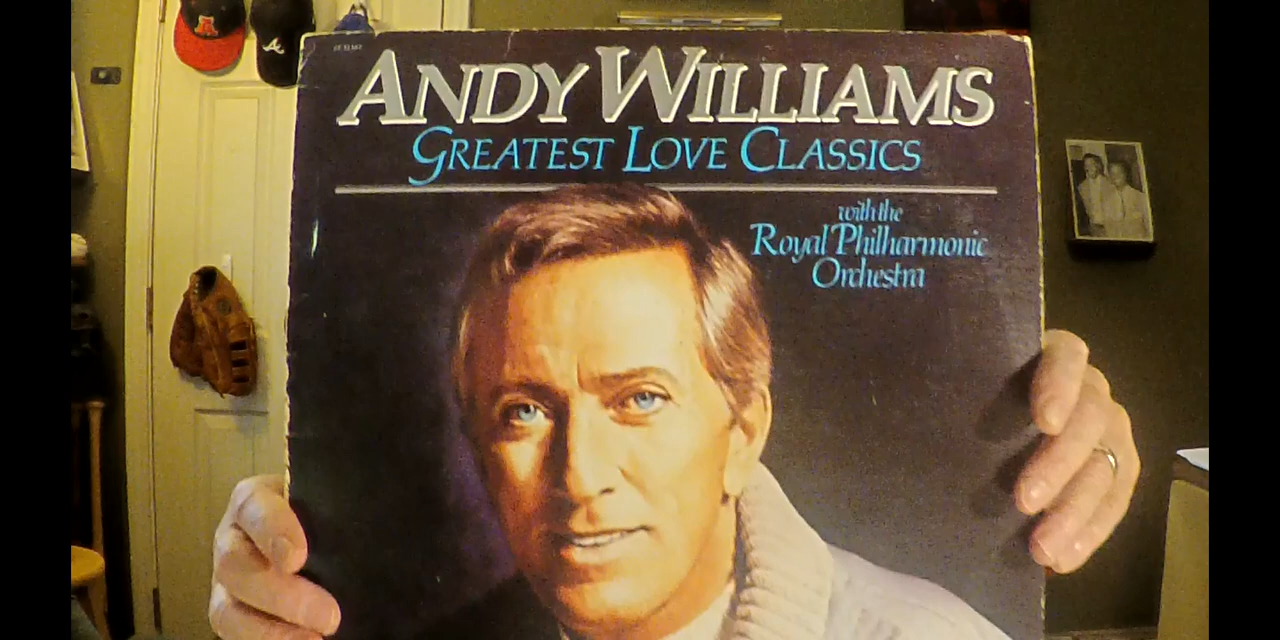 ANDY WILLIAMS
GREATEST LOVE CLASSICS
with the
Royal Philharmonic
Orchestra